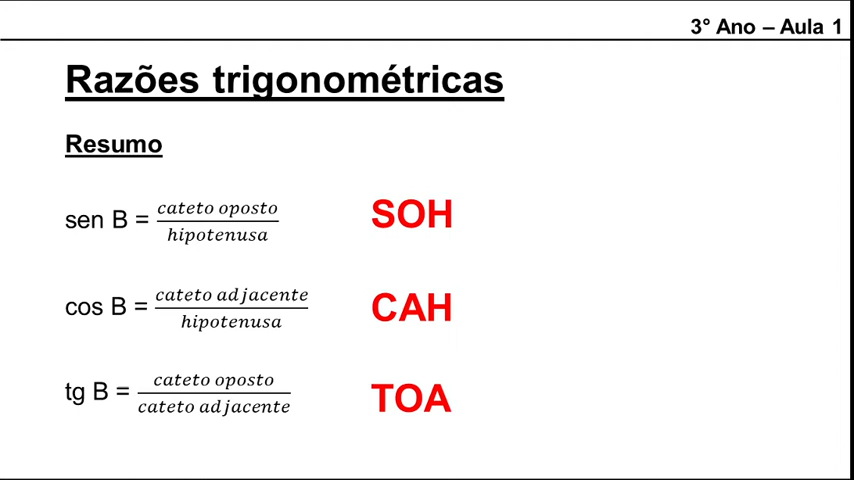 3° Ano – Aula 1
Razões trigonométricas
Resumo
sen B = cateto oposto / hipotenusa SOH
cos B = cateto adjacente / hipotenusa CAH
tg B = cateto oposto / cateto adjacente TOA